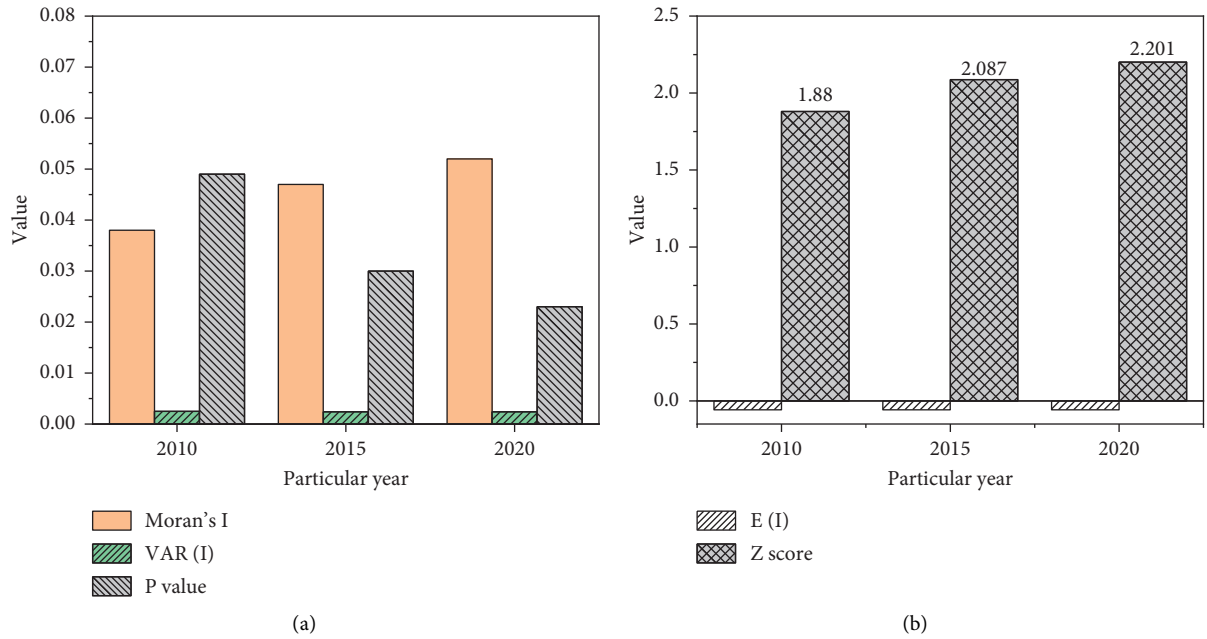 0.08
0.07
0.06
0.05
0.04
0.03
0.02
0.01
0.00
Value
2010
2015
2020
Particular year
Moran's I
VAR (I)
P value
(a)
2.5
2.0
1.5
1.0
0.5
0.0
Value
1.88
2.087
2.201
2010
2015
2020
Particular year
E (I)
Z score
(b)